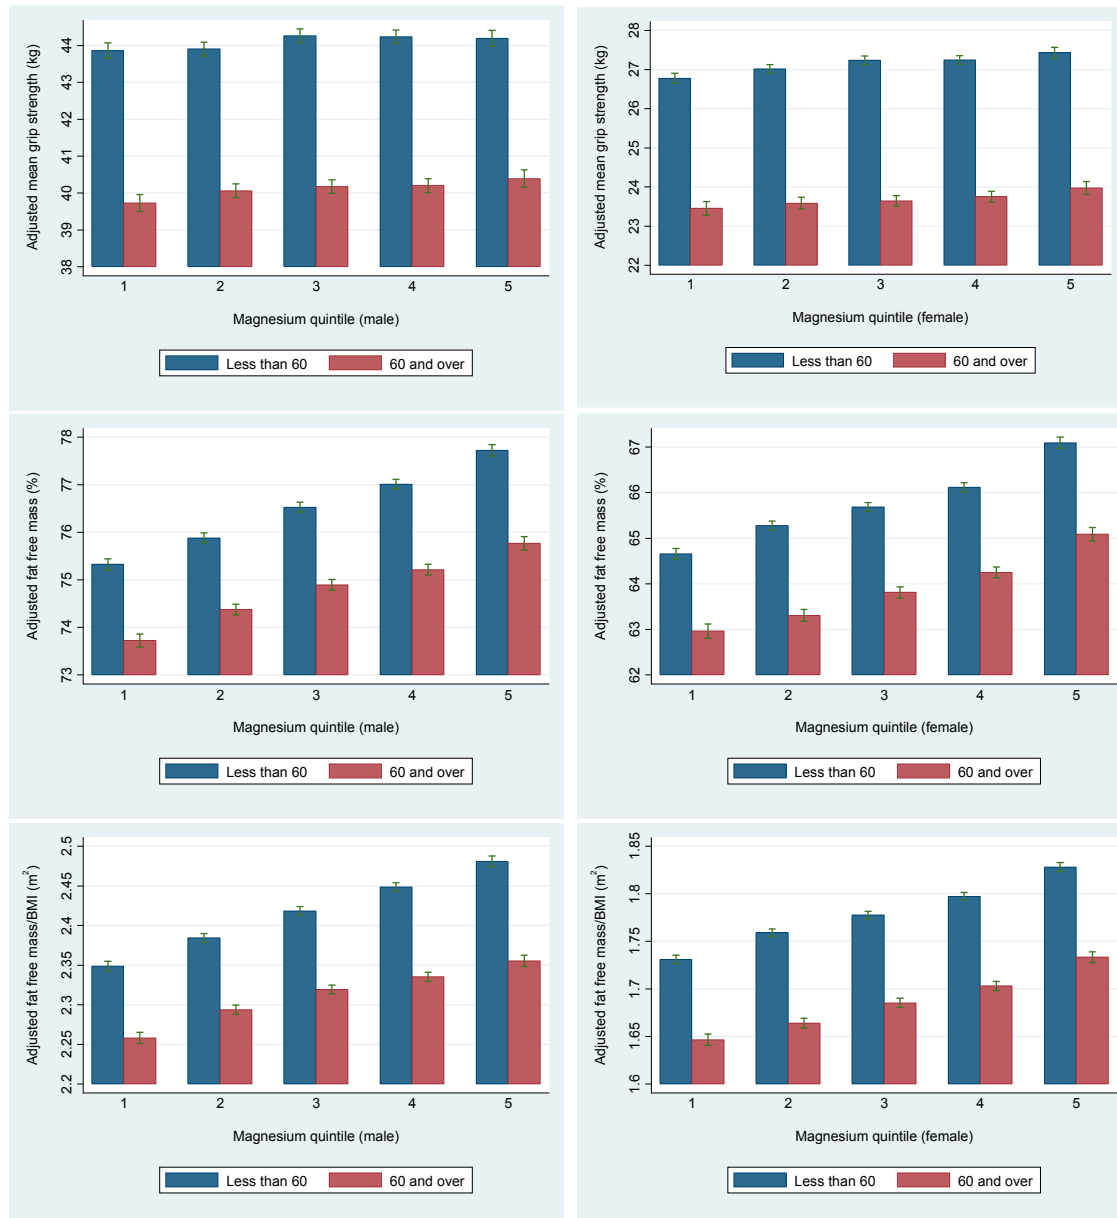 Adjusted mean grip strength (kg)
44
43
42
41
40
39
38
1 2 3 4 5
Magnesium quintile (male)
Less than 60 60 and over
Adjusted mean grip strength (kg)
28
27
26
25
24
23
22
1 2 3 4 5
Magnesium quintile (female)
Less than 60 60 and over
Adjusted fat free mass (%)
78
77
76
75
74
73
1 2 3 4 5
Magnesium quintile (male)
Less than 60 60 and over
Adjusted fat free mass (%)
67
66
65
64
63
62
1 2 3 4 5
Magnesium quintile (female)
Less than 60 60 and over
Adjusted fat free mass/BMI (m²)
2.5
2.45
2.4
2.35
2.3
2.25
2.2
1 2 3 4 5
Magnesium quintile (male)
Less than 60 60 and over
Adjusted fat free mass/BMI (m²)
1.85
1.8
1.75
1.7
1.65
1.6
1 2 3 4 5
Magnesium quintile (female)
Less than 60 60 and over